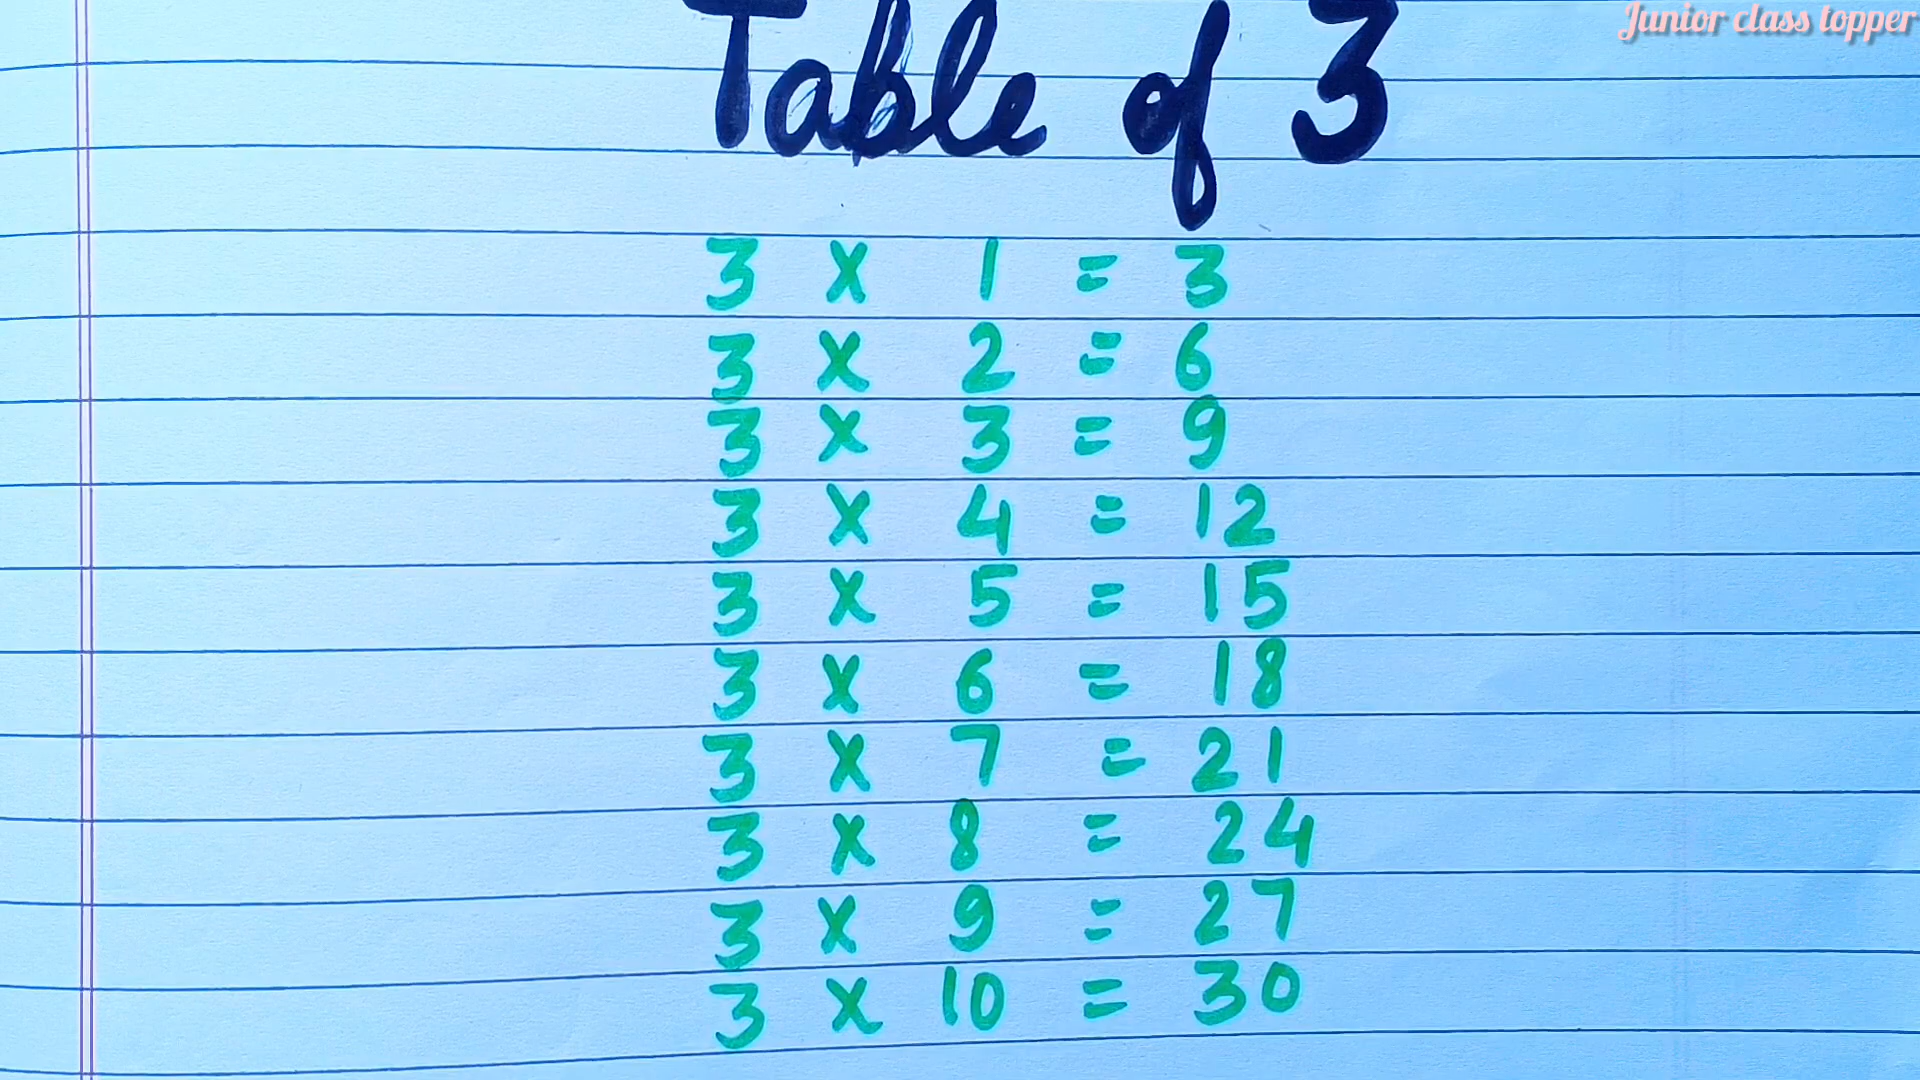 Junior class topper
Table of 3
3 x 1 = 3
3 x 2 = 6
3 x 3 = 9
3 x 4 = 12
3 x 5 = 15
3 x 6 = 18
3 x 7 = 21
3 x 8 = 24
3 x 9 = 27
3 x 10 = 30